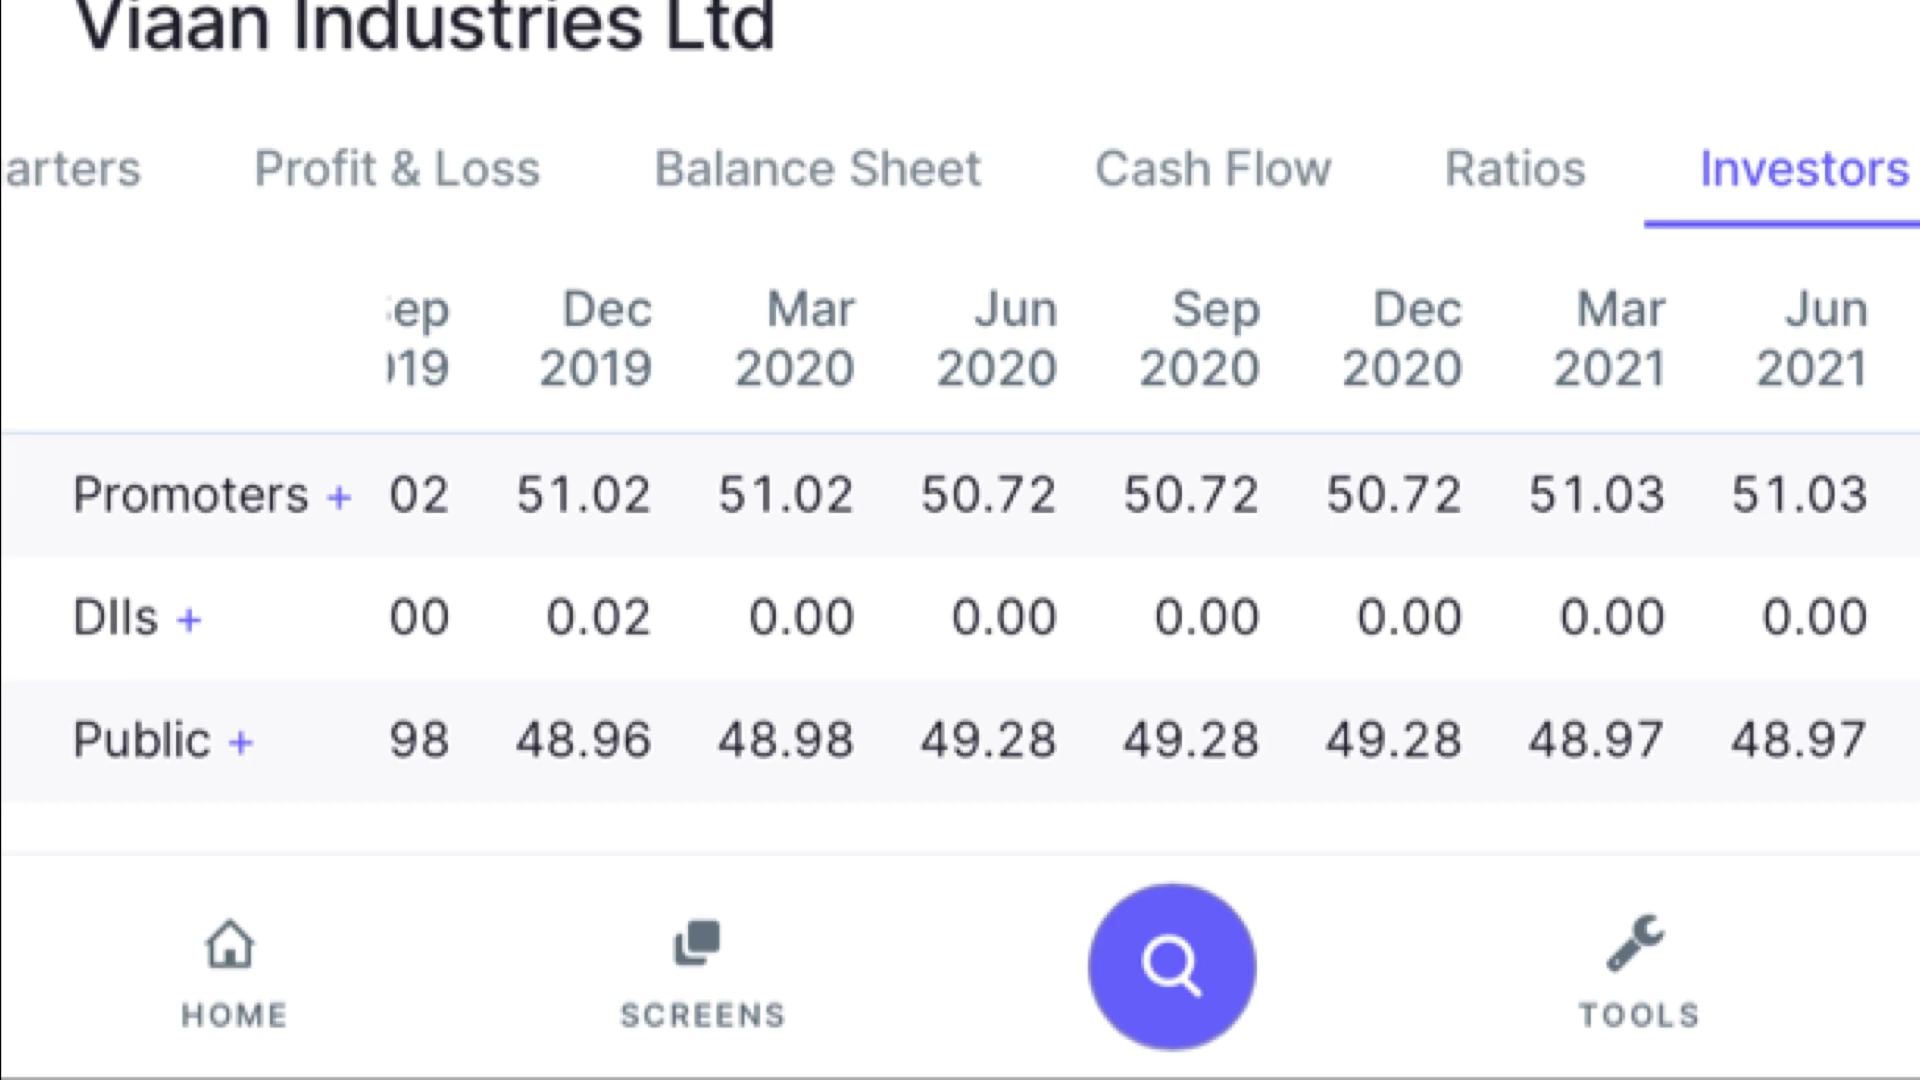 Viaan Industries Ltd
arters Profit & Loss Balance Sheet Cash Flow Ratios Investors
ep Dec Mar Jun Sep Dec Mar Jun
19 2019 2020 2020 2020 2020 2021 2021
Promoters + 02 51.02 51.02 50.72 50.72 50.72 51.03 51.03
DIIs + 00 0.02 0.00 0.00 0.00 0.00 0.00 0.00
Public + 98 48.96 48.98 49.28 49.28 49.28 48.97 48.97
HOME SCREENS TOOLS